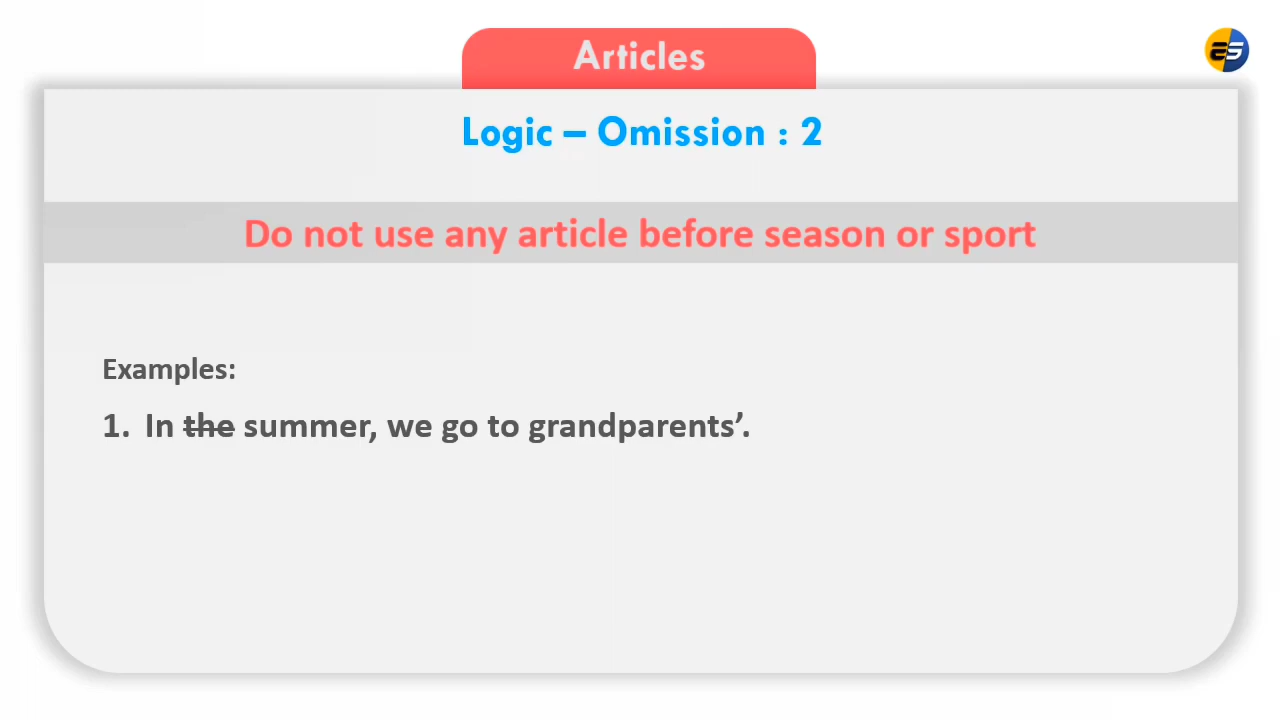 Articles
ES
Logic – Omission : 2
Do not use any article before season or sport
Examples:
1. In the summer, we go to grandparents’.